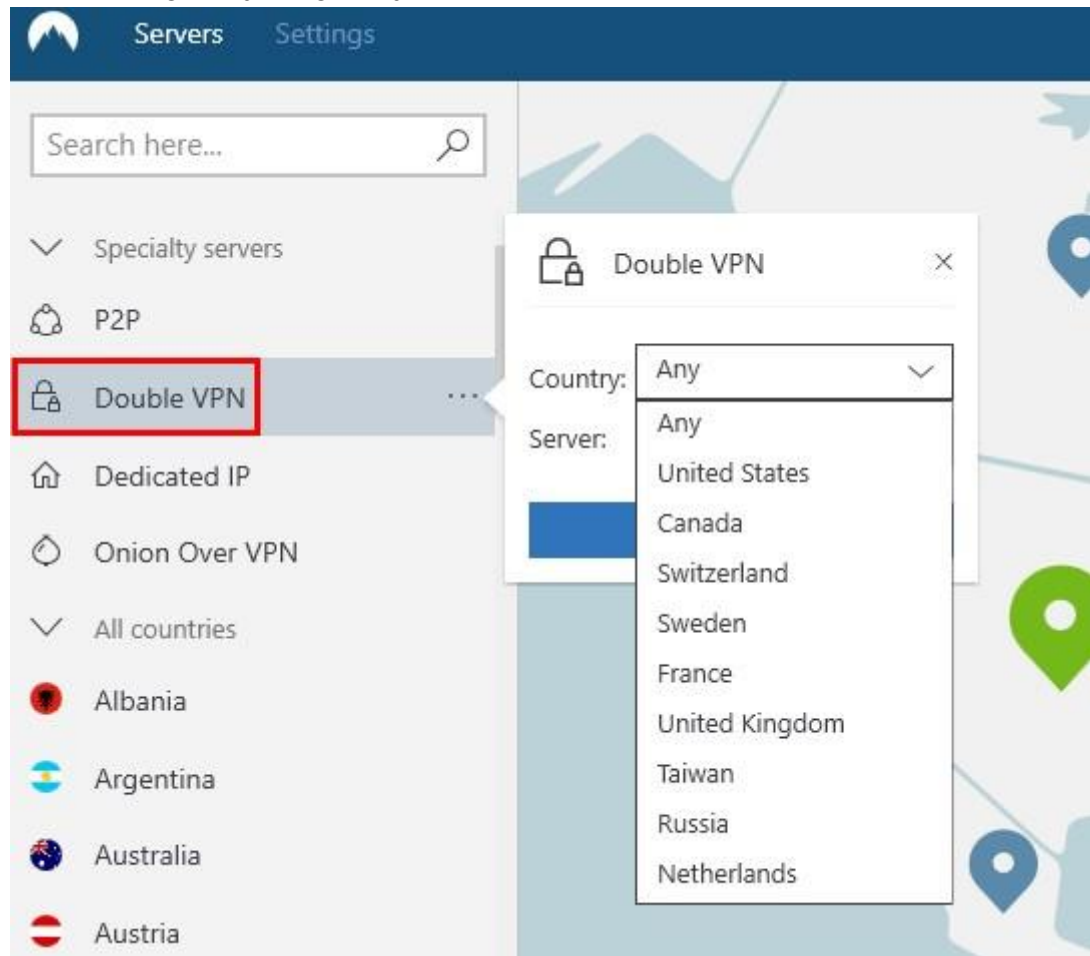 Servers Settings
Search here...
Specialty servers
P2P
Double VPN
...
Dedicated IP
Onion Over VPN
All countries
Albania
Argentina
Australia
Austria
Double VPN
Country: Any
Server:
Any
United States
Canada
Switzerland
Sweden
France
United Kingdom
Taiwan
Russia
Netherlands